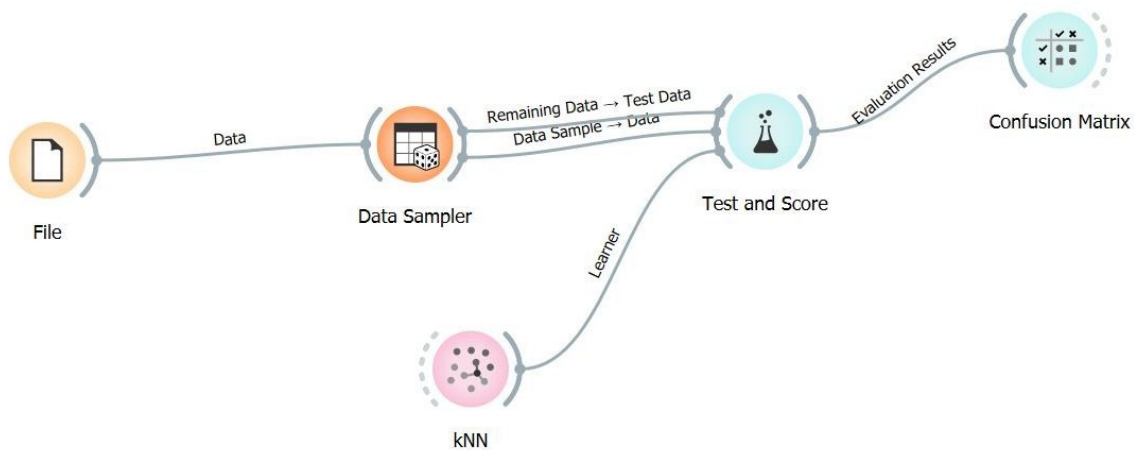 Evaluation Results
Confusion Matrix
Remaining Data → Test Data
Data Sample → Data
Data
Test and Score
Data Sampler
File
Learner
kNN